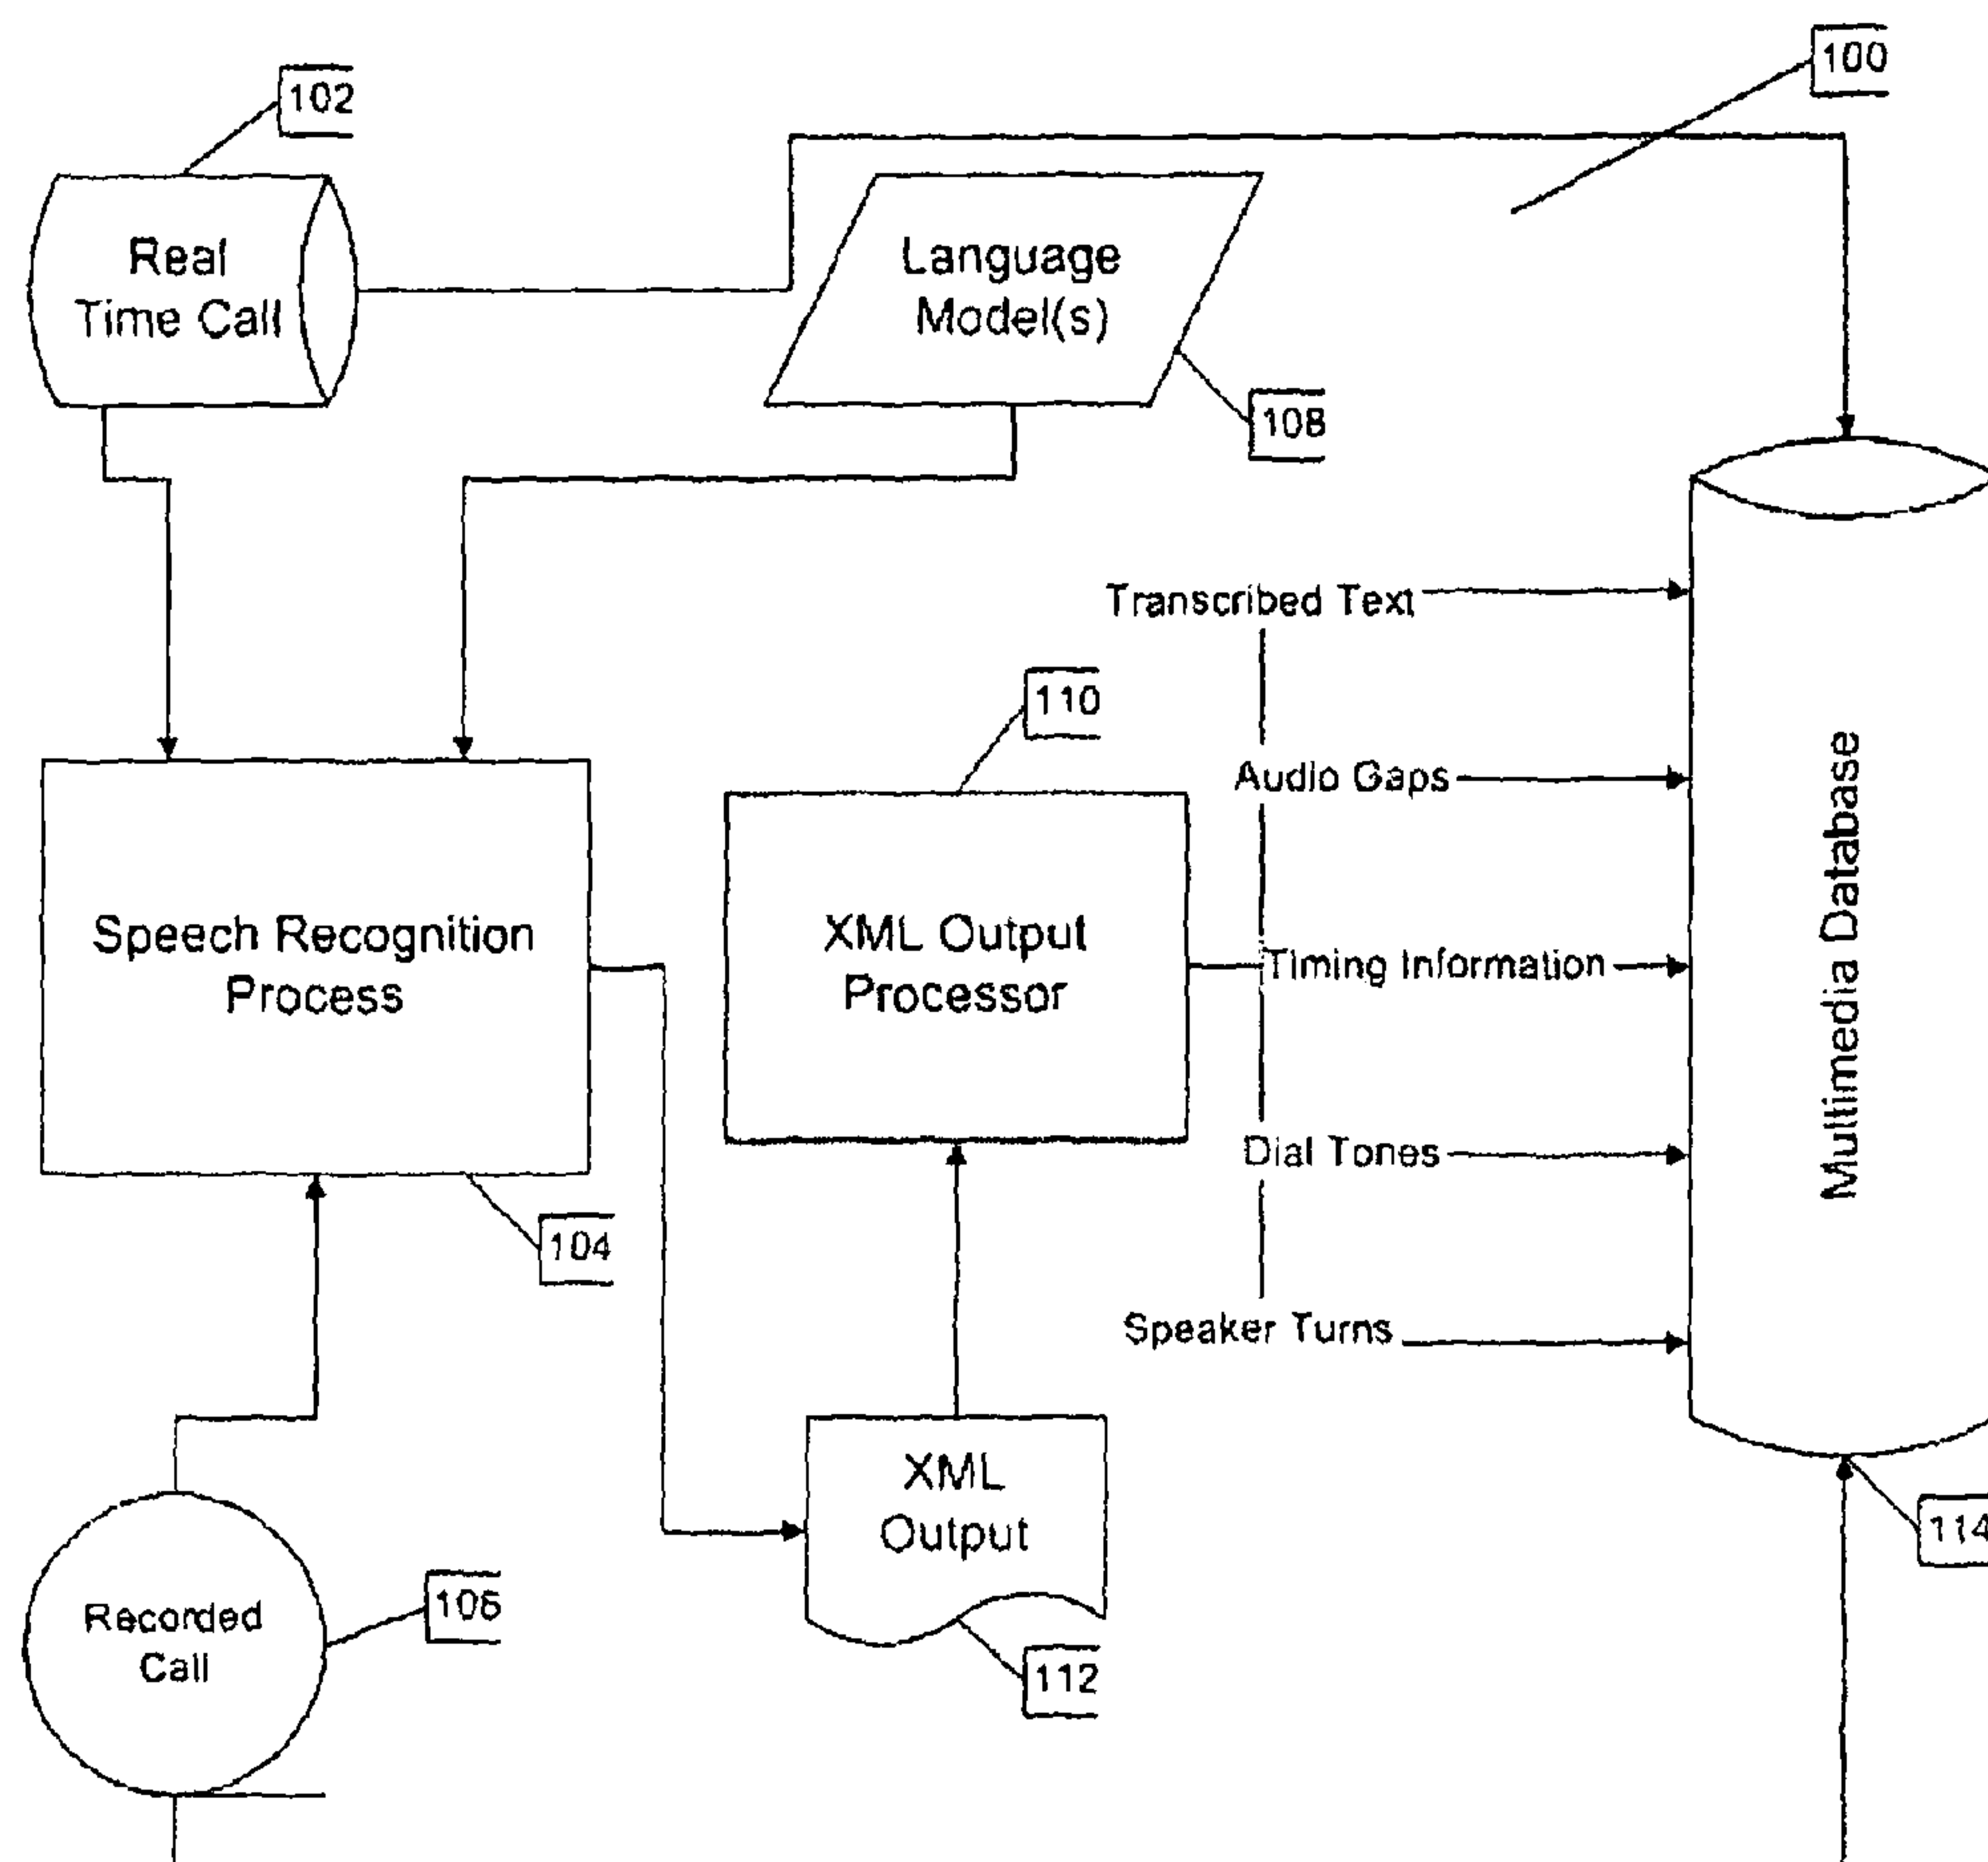 100
102
Real
Time Call
Language
Model(s)
108
Transcribed Text
110
Audio Gaps
Multimedia Database
Speech Recognition
Process
XML Output
Processor
Timing Information
Dial Tones
104
Speaker Turns
XML
Output
114
106
Recorded
Call
112